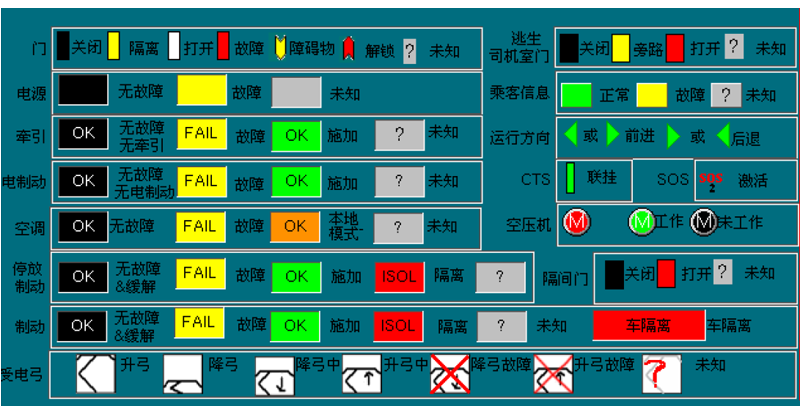 门 关闭 隔离 打开 故障 障碍物 解锁 ? 未知
逃生
司机室门 关闭 旁路 打开 ? 未知
电源 无故障 故障 未知
乘客信息 正常 故障 ? 未知
牵引 OK 无故障
无牵引 FAIL 故障 OK 施加 ? 未知
运行方向 或 前进 或 后退
电制动 OK 无故障
无电制动 FAIL 故障 OK 施加 ? 未知
CTS 联挂 SOS SOS
2 激活
空调 OK 无故障 FAIL 故障 OK 本地
模式 ? 未知
空压机 M M 工作 M 未工作
停放
制动 OK 无故障
&缓解 FAIL 故障 OK 施加 ISOL 隔离 ?
隔间门 关闭 打开 ? 未知
制动 OK 无故障
&缓解 FAIL 故障 OK 施加 ISOL 隔离 ? 未知 车隔离 车隔离
受电弓 升弓 降弓 降弓中 升弓中 降弓故障 升弓故障 ? 未知